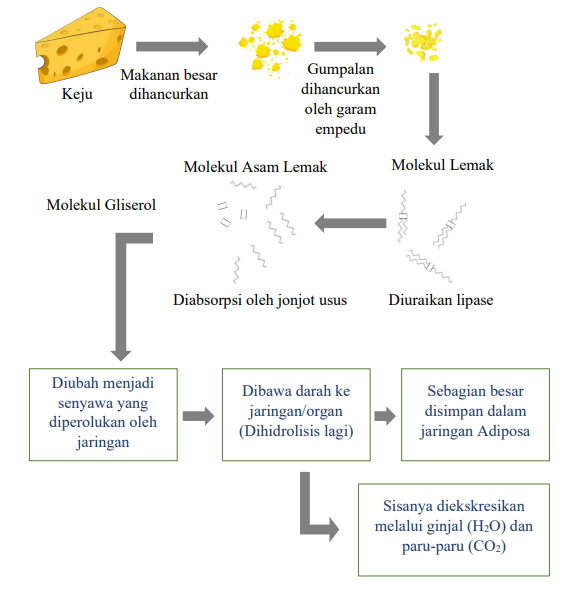 Keju
Makanan besar
dihancurkan
Gumpalan
dihancurkan
oleh garam
empedu
Molekul Lemak
Molekul Asam Lemak
Molekul Gliserol
Diabsorpsi oleh jonjot usus
Diuraikan lipase
Diubah menjadi
senyawa yang
diperolukan oleh
jaringan
Dibawa darah ke
jaringan/organ
(Dihidrolisis lagi)
Sebagian besar
disimpan dalam
jaringan Adiposa
Sisanya diekskresikan
melalui ginjal (H₂O) dan
paru-paru (CO₂)